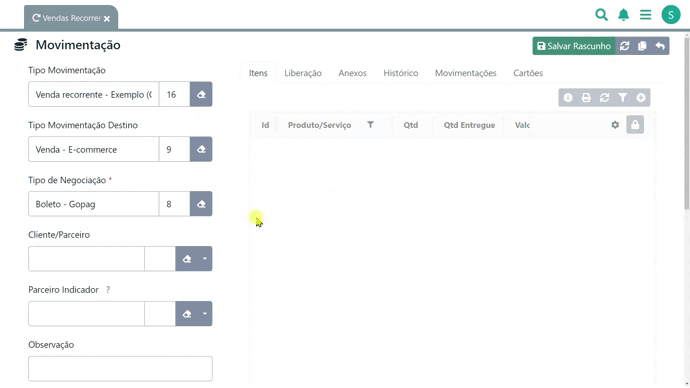 Vendas Recorre
S
Movimentação
Salvar Rascunho
Tipo Movimentação
Venda recorrente - Exemplo (C 16
Tipo Movimentação Destino
Venda - E-commerce 9
Tipo de Negociação *
Boleto - Gopag 8
Cliente/Parceiro
Parceiro Indicador ?
Observação
Itens Liberação Anexos Histórico Movimentações Cartões
Id Produto/Serviço Qtd Qtd Entregue Valo